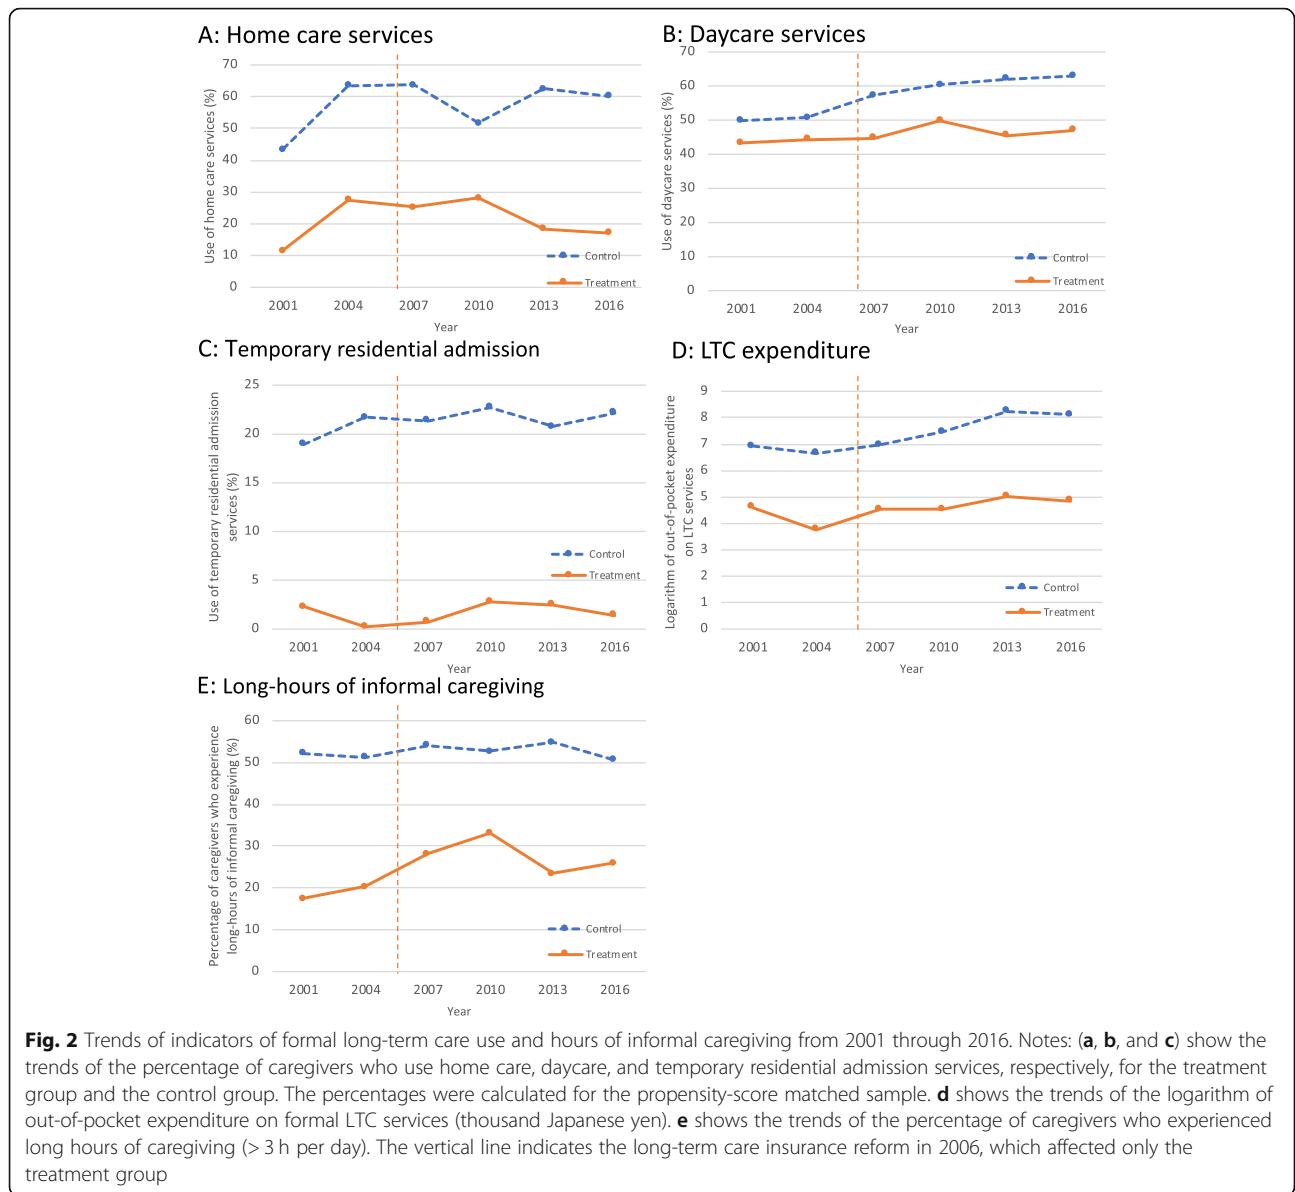 A: Home care services
Use of home care services (%)
70
60
50
40
30
20
10
0
Control
Treatment
2001 2004 2007 2010 2013 2016
Year
B: Daycare services
Use of daycare services (%)
70
60
50
40
30
20
10
0
Control
Treatment
2001 2004 2007 2010 2013 2016
Year
C: Temporary residential admission
Use of temporary residential admission
services (%)
25
20
15
10
5
0
Control
Treatment
2001 2004 2007 2010 2013 2016
Year
D: LTC expenditure
Logarithm of out-of-pocket expenditure
on LTC services
9
8
7
6
5
4
3
2
1
0
Control
Treatment
2001 2004 2007 2010 2013 2016
Year
E: Long-hours of informal caregiving
Percentage of caregivers who experience
long-hours of informal caregiving (%)
60
50
40
30
20
10
0
Control
Treatment
2001 2004 2007 2010 2013 2016
Year
Fig. 2 Trends of indicators of formal long-term care use and hours of informal caregiving from 2001 through 2016. Notes: (a, b, and c) show the
trends of the percentage of caregivers who use home care, daycare, and temporary residential admission services, respectively, for the treatment
group and the control group. The percentages were calculated for the propensity-score matched sample. d shows the trends of the logarithm of
out-of-pocket expenditure on formal LTC services (thousand Japanese yen). e shows the trends of the percentage of caregivers who experienced
long hours of caregiving (> 3 h per day). The vertical line indicates the long-term care insurance reform in 2006, which affected only the
treatment group